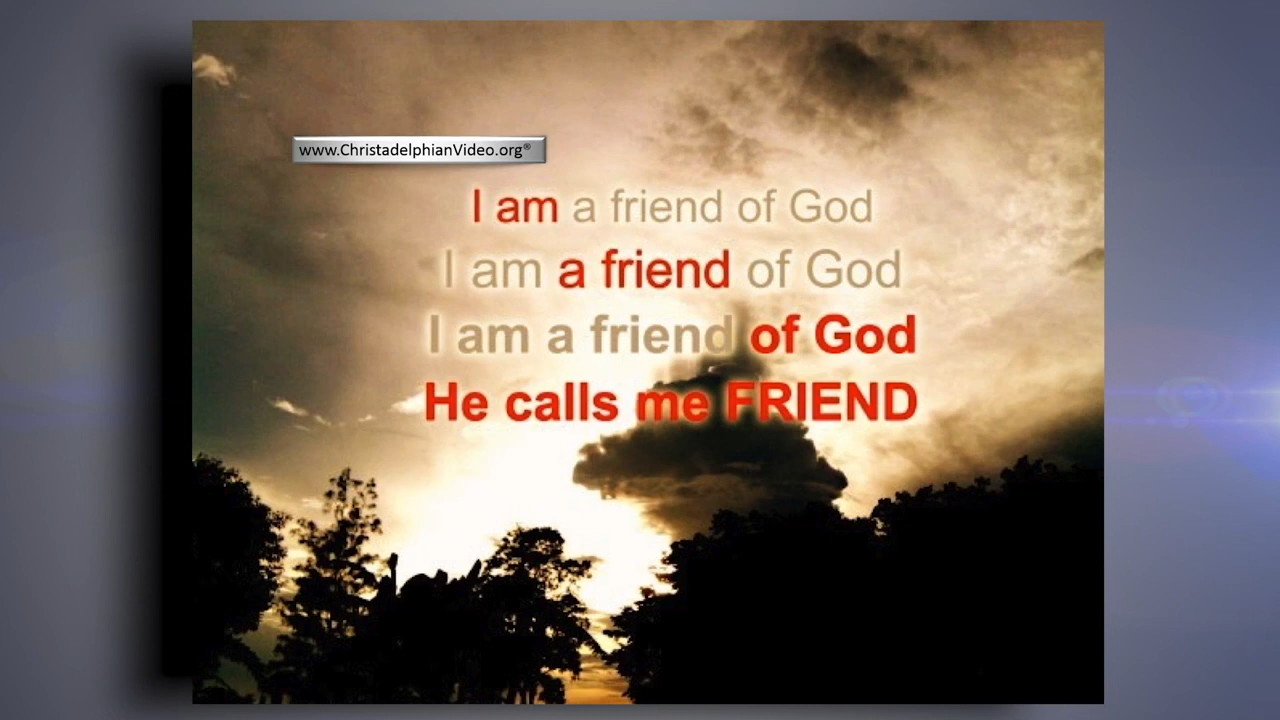 www.ChristadelphianVideo.org®
I am a friend of God
I am a friend of God
I am a friend of God
He calls me FRIEND